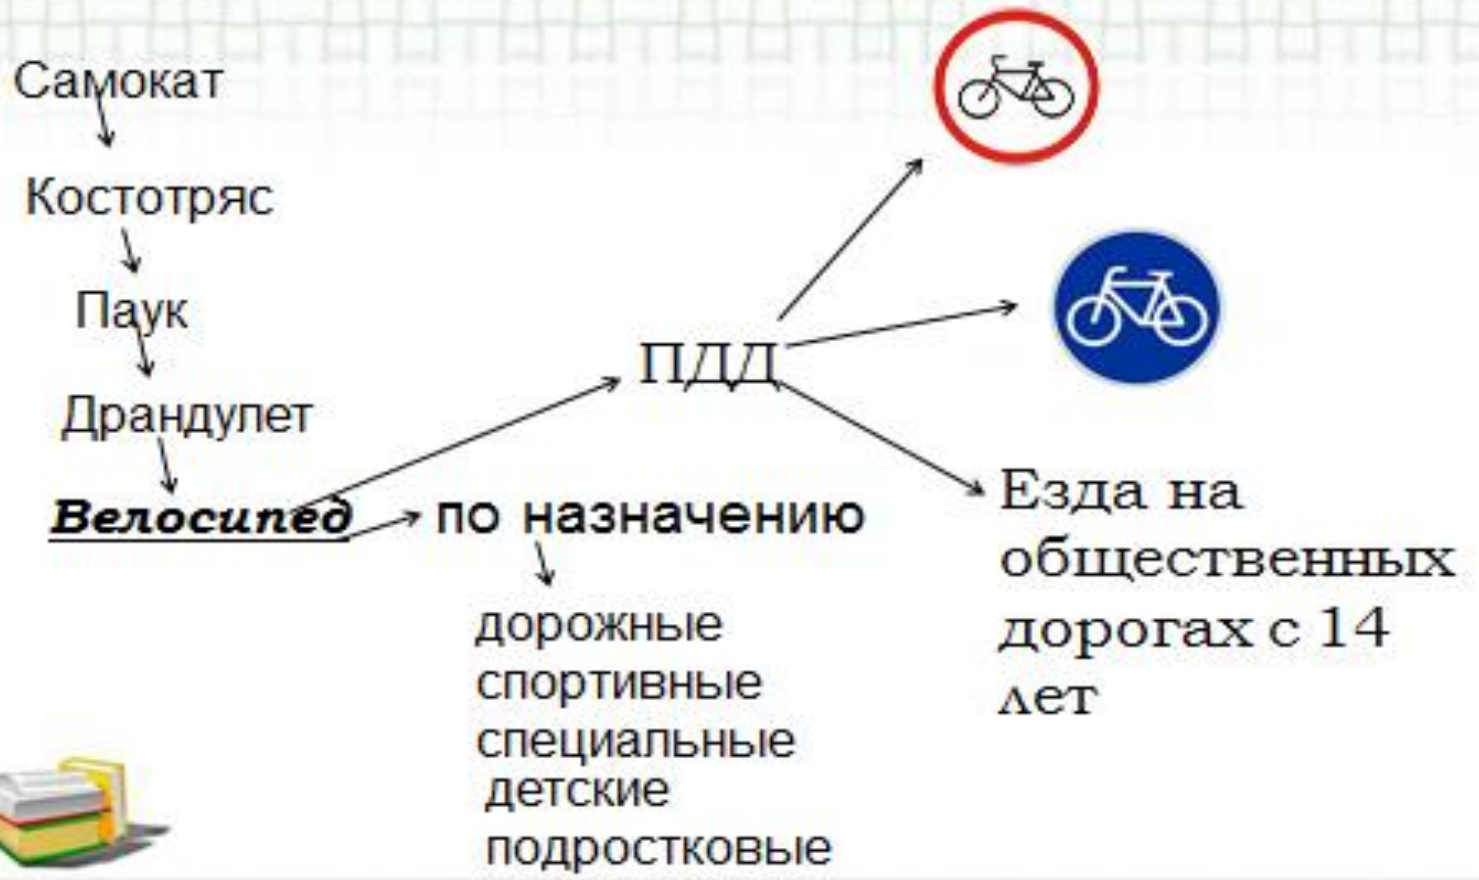 Самокат
Костотряс
Паук
Драндулет
Велосипед
по назначению
дорожные
спортивные
специальные
детские
подростковые
ПДД
Езда на
общественных
дорогах с 14
лет